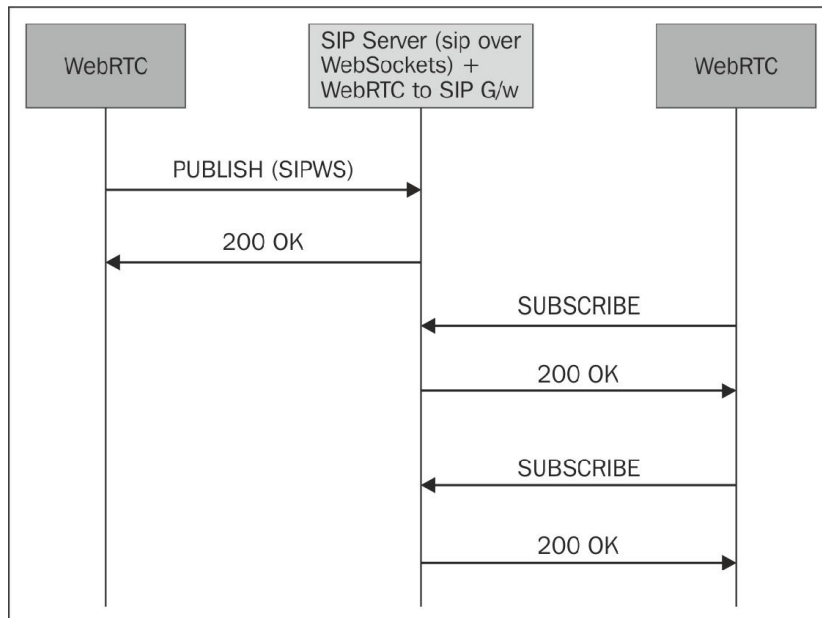 WebRTC
SIP Server (sip over
WebSockets) +
WebRTC to SIP G/w
WebRTC
PUBLISH (SIPWS)
200 OK
SUBSCRIBE
200 OK
SUBSCRIBE
200 OK